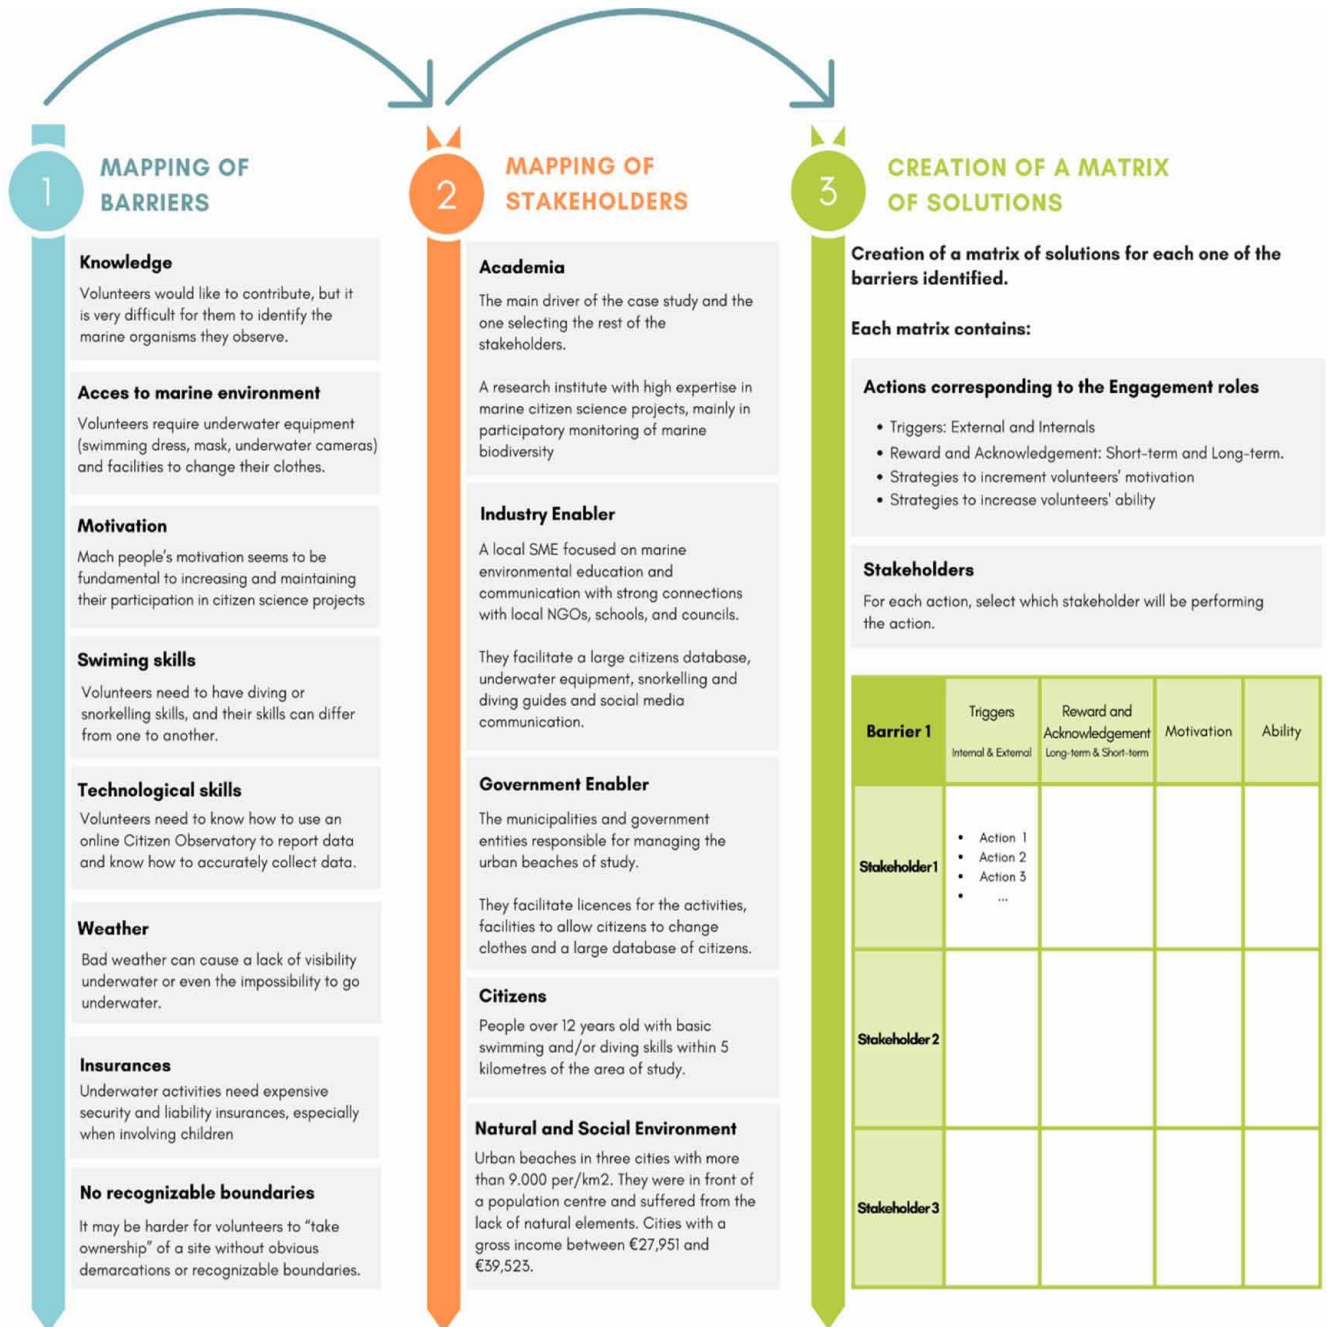 1
MAPPING OF
BARRIERS
Knowledge
Volunteers would like to contribute, but it
is very difficult for them to identify the
marine organisms they observe.
Acces to marine environment
Volunteers require underwater equipment
(swimming dress, mask, underwater cameras)
and facilities to change their clothes.
Motivation
Mach people's motivation seems to be
fundamental to increasing and maintaining
their participation in citizen science projects
Swiming skills
Volunteers need to have diving or
snorkelling skills, and their skills can differ
from one to another.
Technological skills
Volunteers need to know how to use an
online Citizen Observatory to report data
and know how to accurately collect data.
Weather
Bad weather can cause a lack of visibility
underwater or even the impossibility to go
underwater.
Insurances
Underwater activities need expensive
security and liability insurances, especially
when involving children
No recognizable boundaries
It may be harder for volunteers to “take
ownership” of a site without obvious
demarcations or recognizable boundaries.
2
MAPPING OF
STAKEHOLDERS
Academia
The main driver of the case study and the
one selecting the rest of the
stakeholders.
A research institute with high expertise in
marine citizen science projects, mainly in
participatory monitoring of marine
biodiversity
Industry Enabler
A local SME focused on marine
environmental education and
communication with strong connections
with local NGOs, schools, and councils.
They facilitate a large citizens database,
underwater equipment, snorkelling and
diving guides and social media
communication.
Government Enabler
The municipalities and government
entities responsible for managing the
urban beaches of study.
They facilitate licences for the activities,
facilities to allow citizens to change
clothes and a large database of citizens.
Citizens
People over 12 years old with basic
swimming and/or diving skills within 5
kilometres of the area of study.
Natural and Social Environment
Urban beaches in three cities with more
than 9.000 per/km2. They were in front of
a population centre and suffered from the
lack of natural elements. Cities with a
gross income between €27,951 and
€39,523.
3
CREATION OF A MATRIX
OF SOLUTIONS
Creation of a matrix of solutions for each one of the
barriers identified.
Each matrix contains:
Actions corresponding to the Engagement roles
• Triggers: External and Internals
• Reward and Acknowledgement: Short-term and Long-term.
• Strategies to increment volunteers' motivation
• Strategies to increase volunteers' ability
Stakeholders
For each action, select which stakeholder will be performing
the action.
Barrier 1
Triggers
Internal & External
Reward and
Acknowledgement
Long-term & Short-term
Motivation
Ability
Stakeholder 1
• Action 1
• Action 2
• Action 3
• ...
Stakeholder 2
Stakeholder 3